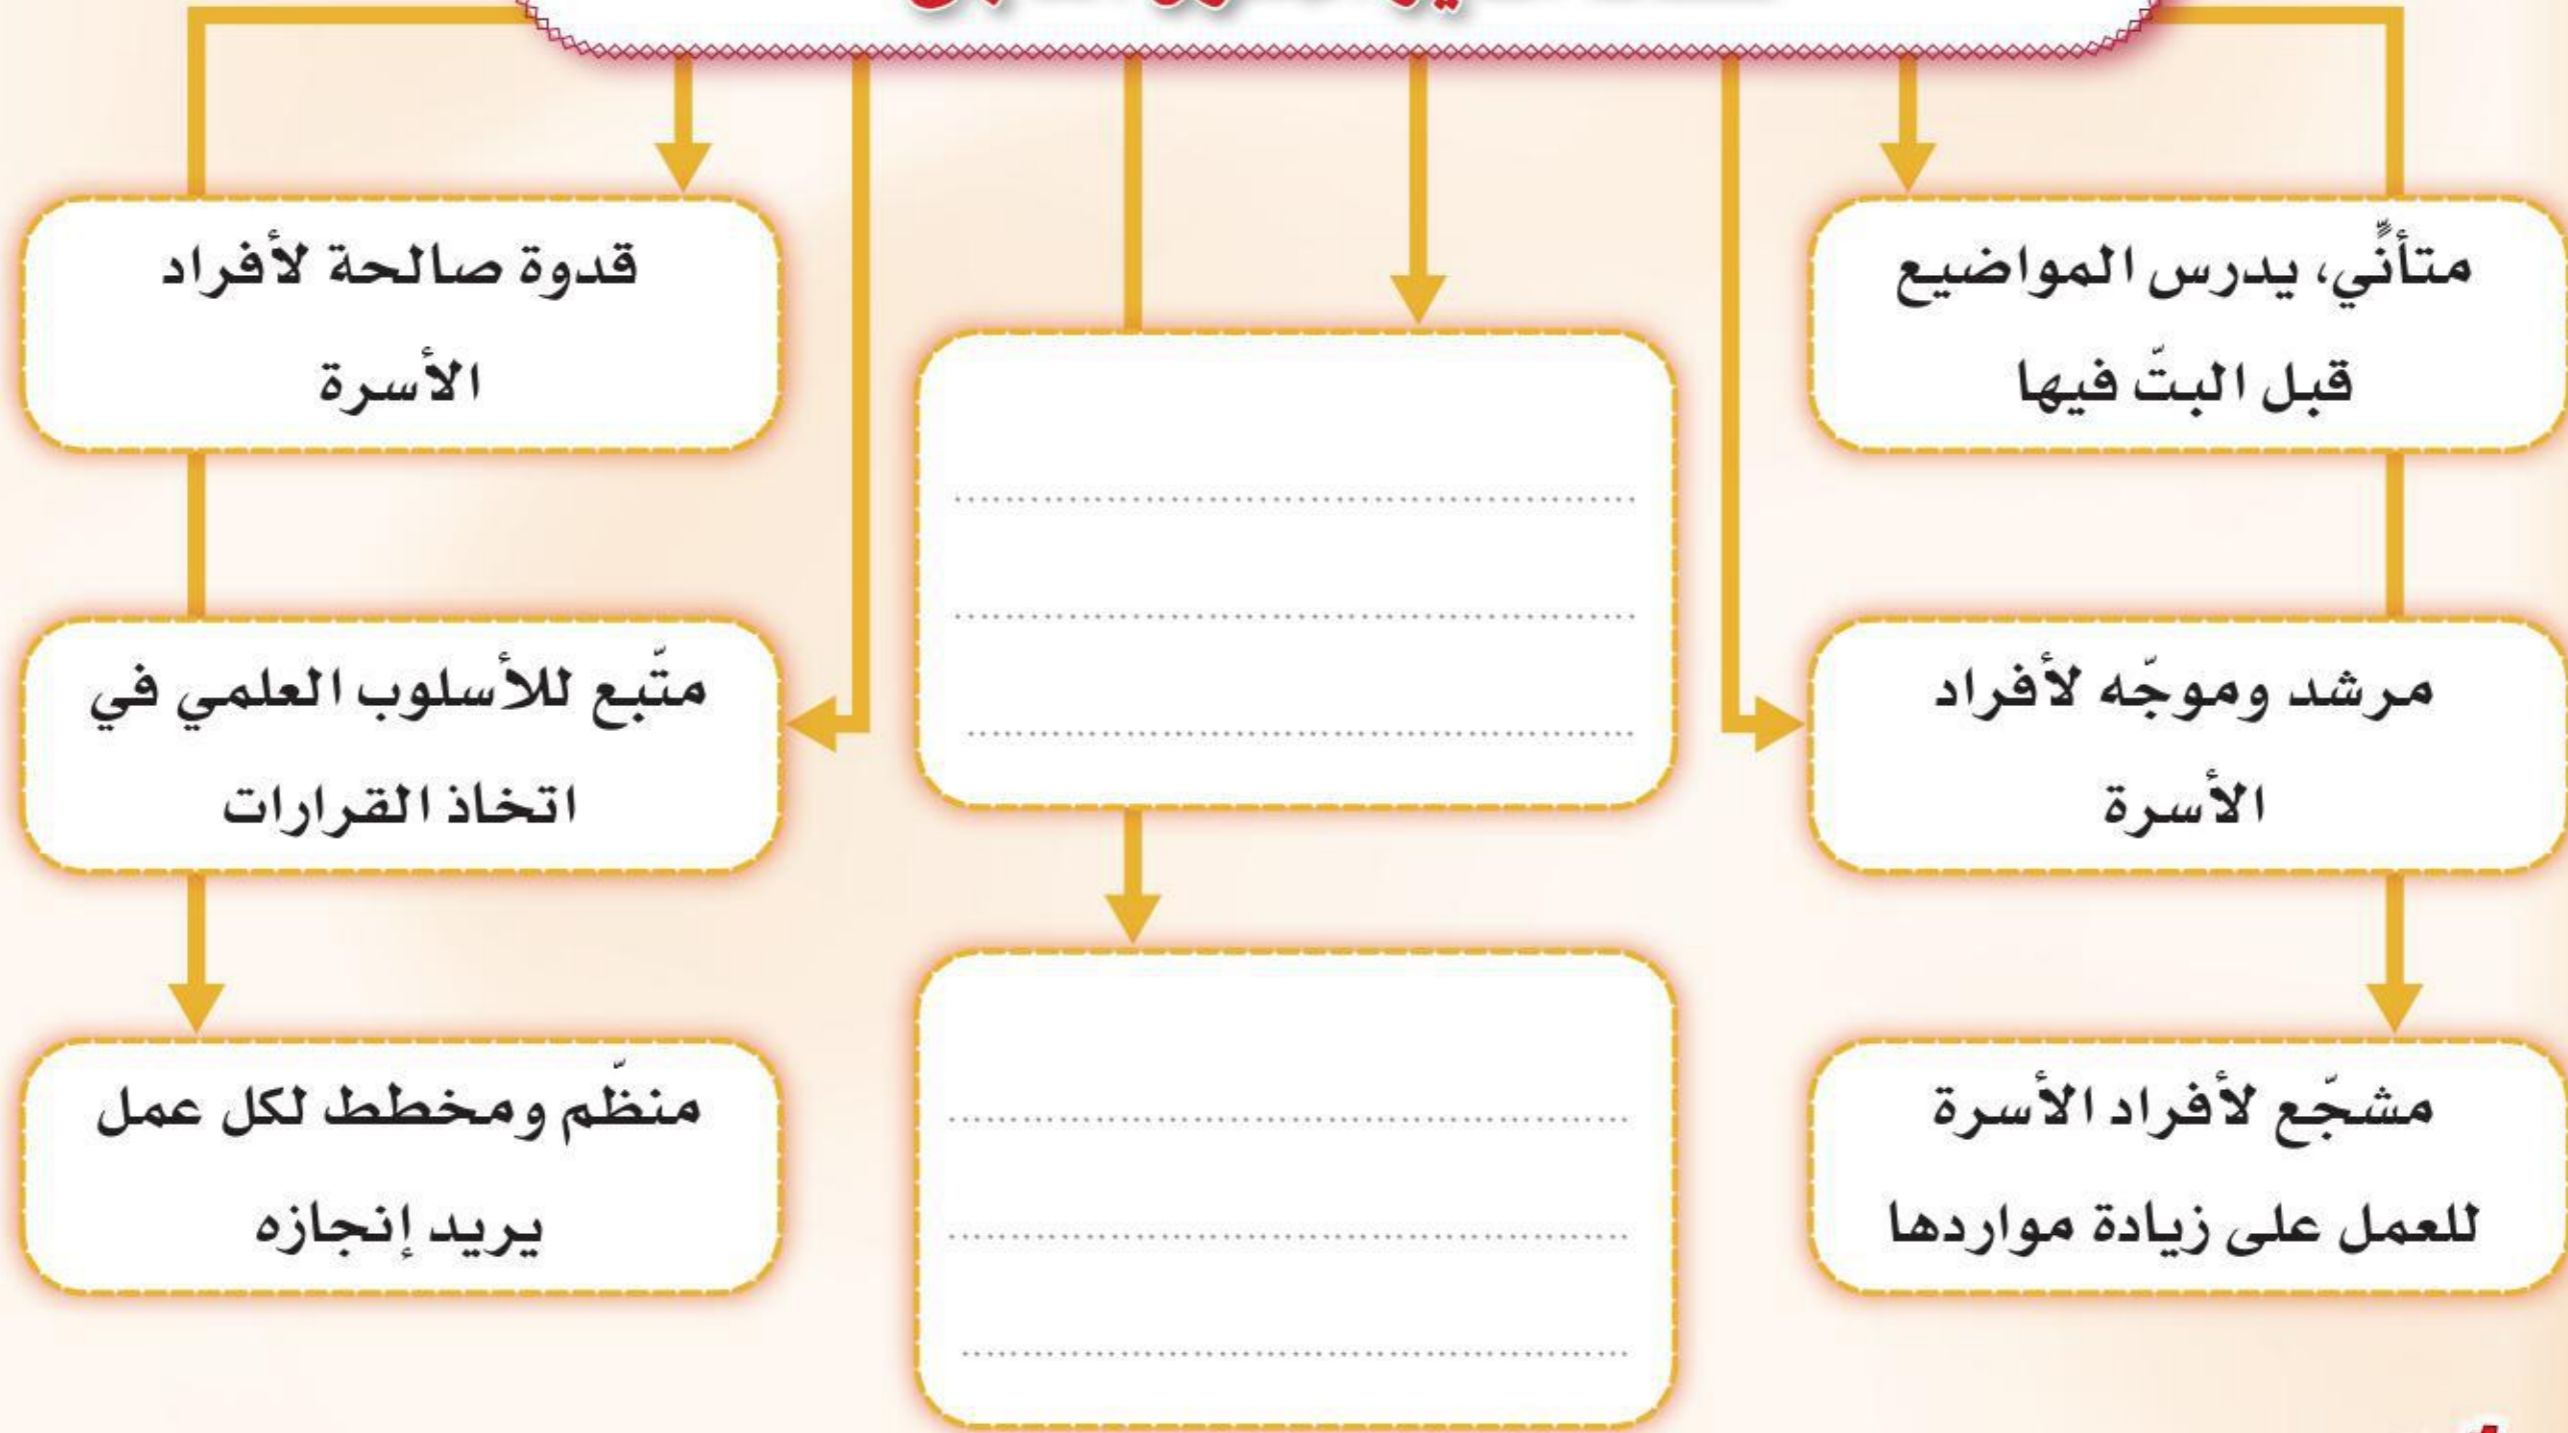 متأنٍّي، يدرس المواضيع
قبل البتّ فيها
قدوة صالحة لأفراد
الأسرة
مرشد وموجّه لأفراد
الأسرة
متّبع للأسلوب العلمي في
اتخاذ القرارات
مشجّع لأفراد الأسرة
للعمل على زيادة مواردها
منظّم ومخطط لكل عمل
يريد إنجازه